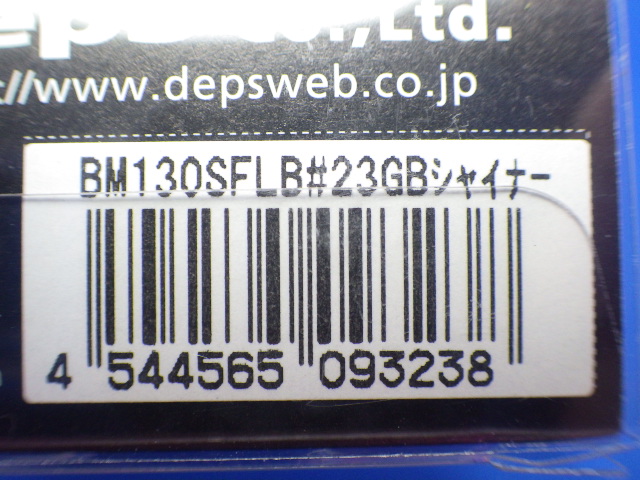 deps Co.,Ltd.
://www.depsweb.co.jp
BM130SFLB#23GBシャイナー
4 544565 093238